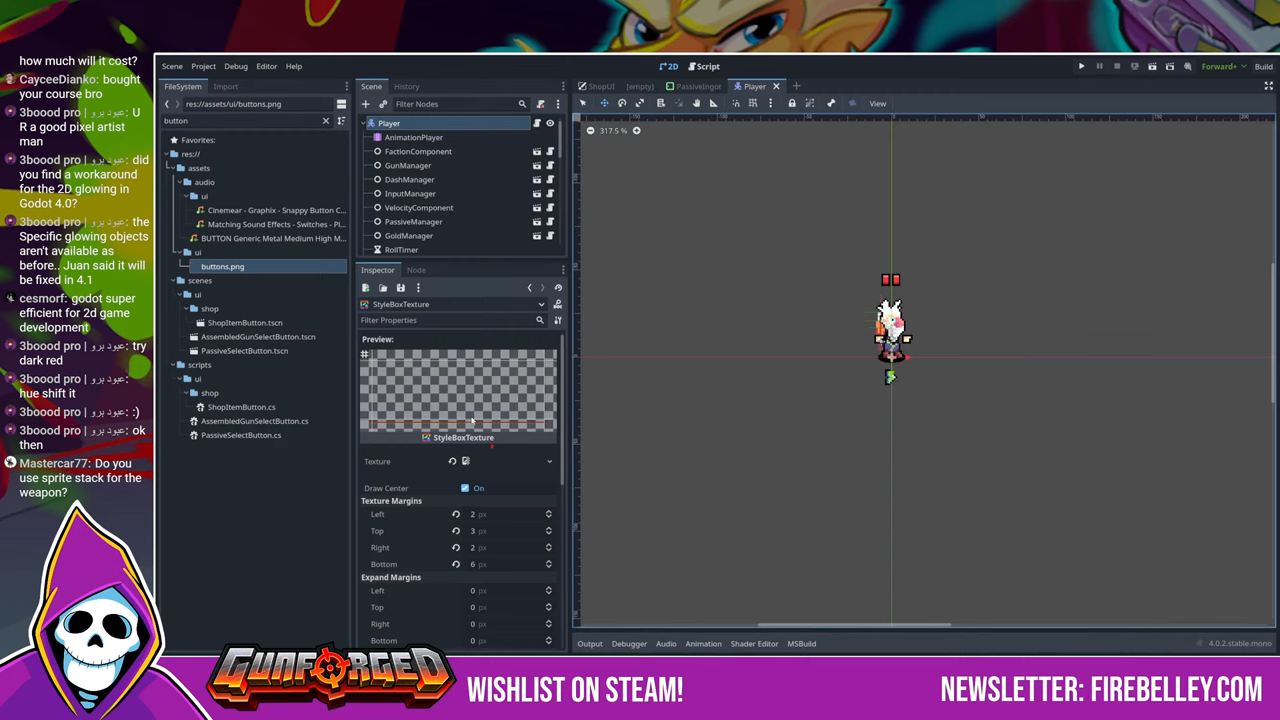 how much will it cost?
CayceeDianko: bought
your course bro
3boood pro | عبود برو: U
R a good pixel artist
man
3boood pro | عبود برو: did
you find a workaround
for the 2D glowing in
Godot 4.0?
3boood pro | عبود برو: the
Specific glowing objects
aren't available as
before.. Juan said it will
be fixed in 4.1
cesmorf: godot super
efficient for 2d game
development
3boood pro | عبود برو: try
dark red
3boood pro | عبود برو:
hue shift it
3boood pro | عبود برو: :)
3boood pro | عبود برو: ok
then
Mastercar77: Do you
use sprite stack for the
weapon?
Scene Project Debug Editor Help
2D Script
Forward+ Build
FileSystem Import
res://assets/ui/buttons.png
button
Favorites:
res://
assets
audio
ui
Cinemear - Graphix - Snappy Button C...
Matching Sound Effects - Switches - Pl...
BUTTON Generic Metal Medium High M...
ui
buttons.png
scenes
ui
shop
ShopItemButton.tscn
AssembledGunSelectButton.tscn
PassiveSelectButton.tscn
scripts
ui
shop
ShopItemButton.cs
AssembledGunSelectButton.cs
PassiveSelectButton.cs
Scene History
Filter Nodes
Player
AnimationPlayer
FactionComponent
GunManager
DashManager
InputManager
VelocityComponent
PassiveManager
GoldManager
RollTimer
Inspector Node
StyleBoxTexture
Filter Properties
Preview:
StyleBoxTexture
Texture
Draw Center On
Texture Margins
Left 2 px
Top 3 px
Right 2 px
Bottom 6 px
Expand Margins
Left 0 px
Top 0 px
Right 0 px
Bottom 0 px
ShopUI [empty] PassiveIngot Player
View
317.5 %
Output Debugger Audio Animation Shader Editor MSBuild
4.0.2.stable.mono
GUNFORGED
WISHLIST ON STEAM!
NEWSLETTER: FIREBELLEY.COM